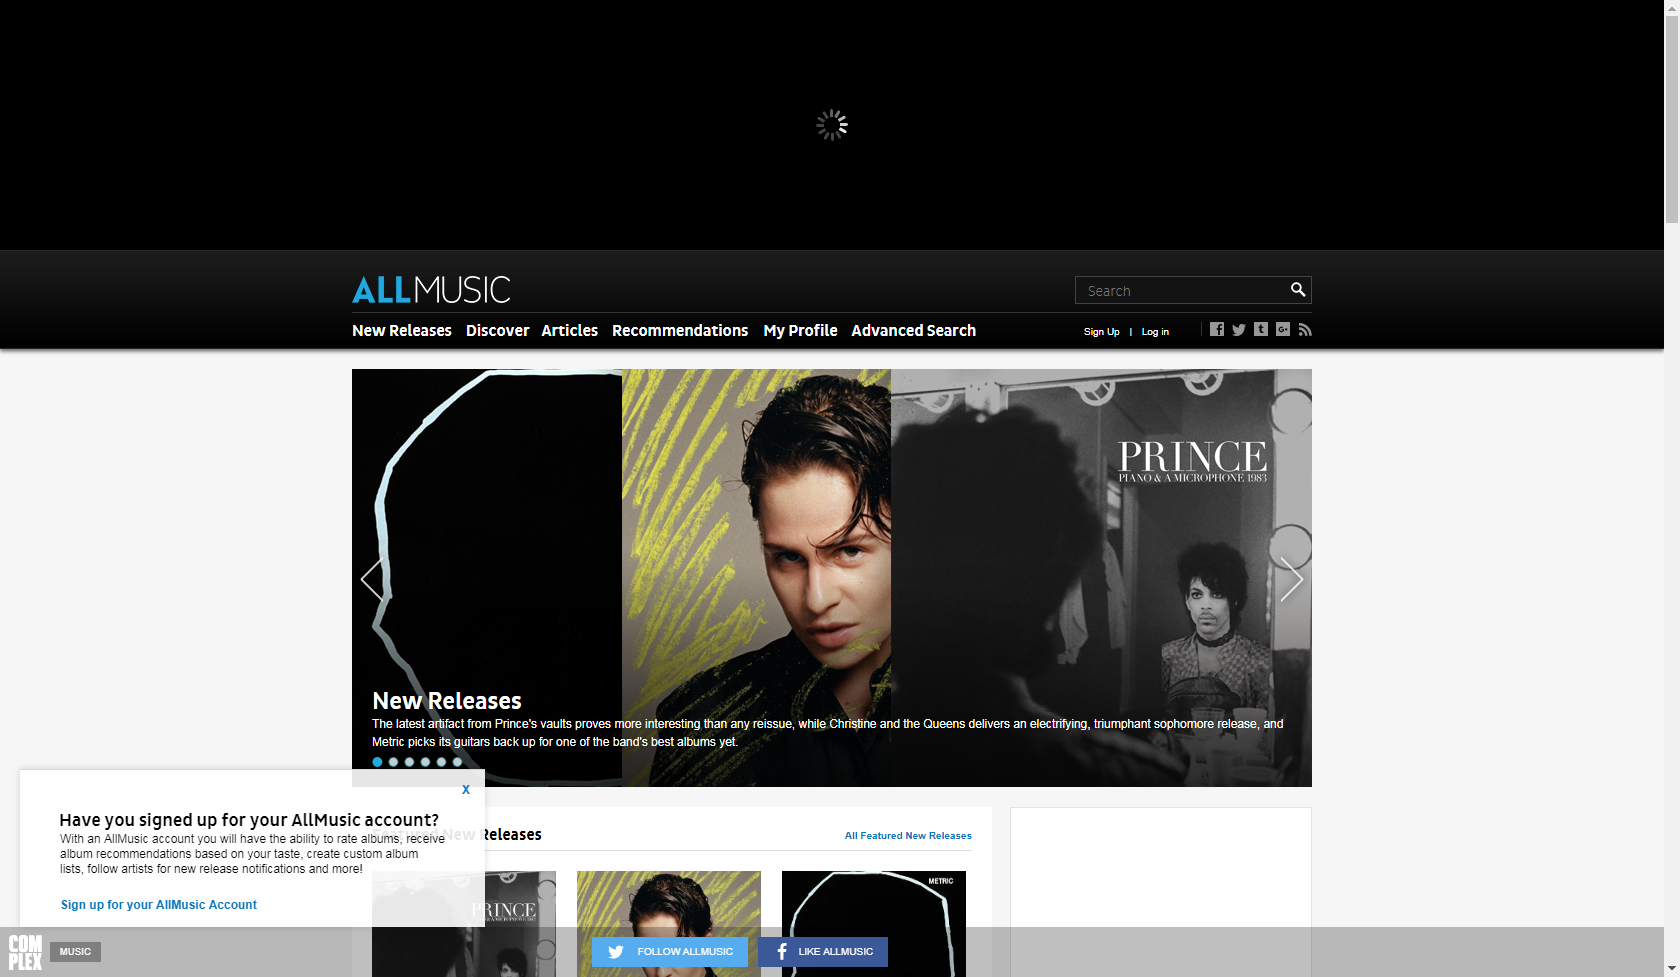 ALLMUSIC
Search
New Releases Discover Articles Recommendations My Profile Advanced Search
Sign Up | Log in
PRINCE
PIANO & A MICROPHONE 1983
New Releases
The latest artifact from Prince's vaults proves more interesting than any reissue, while Christine and the Queens delivers an electrifying, triumphant sophomore release, and
Metric picks its guitars back up for one of the band's best albums yet.
X
Have you signed up for your AllMusic account?
With an AllMusic account you will have the ability to rate albums, receive
album recommendations based on your taste, create custom album
lists, follow artists for new release notifications and more!
Sign up for your AllMusic Account
Featured New Releases
All Featured New Releases
PRINCE
METRIC
COMPLEX
MUSIC
FOLLOW ALLMUSIC
LIKE ALLMUSIC